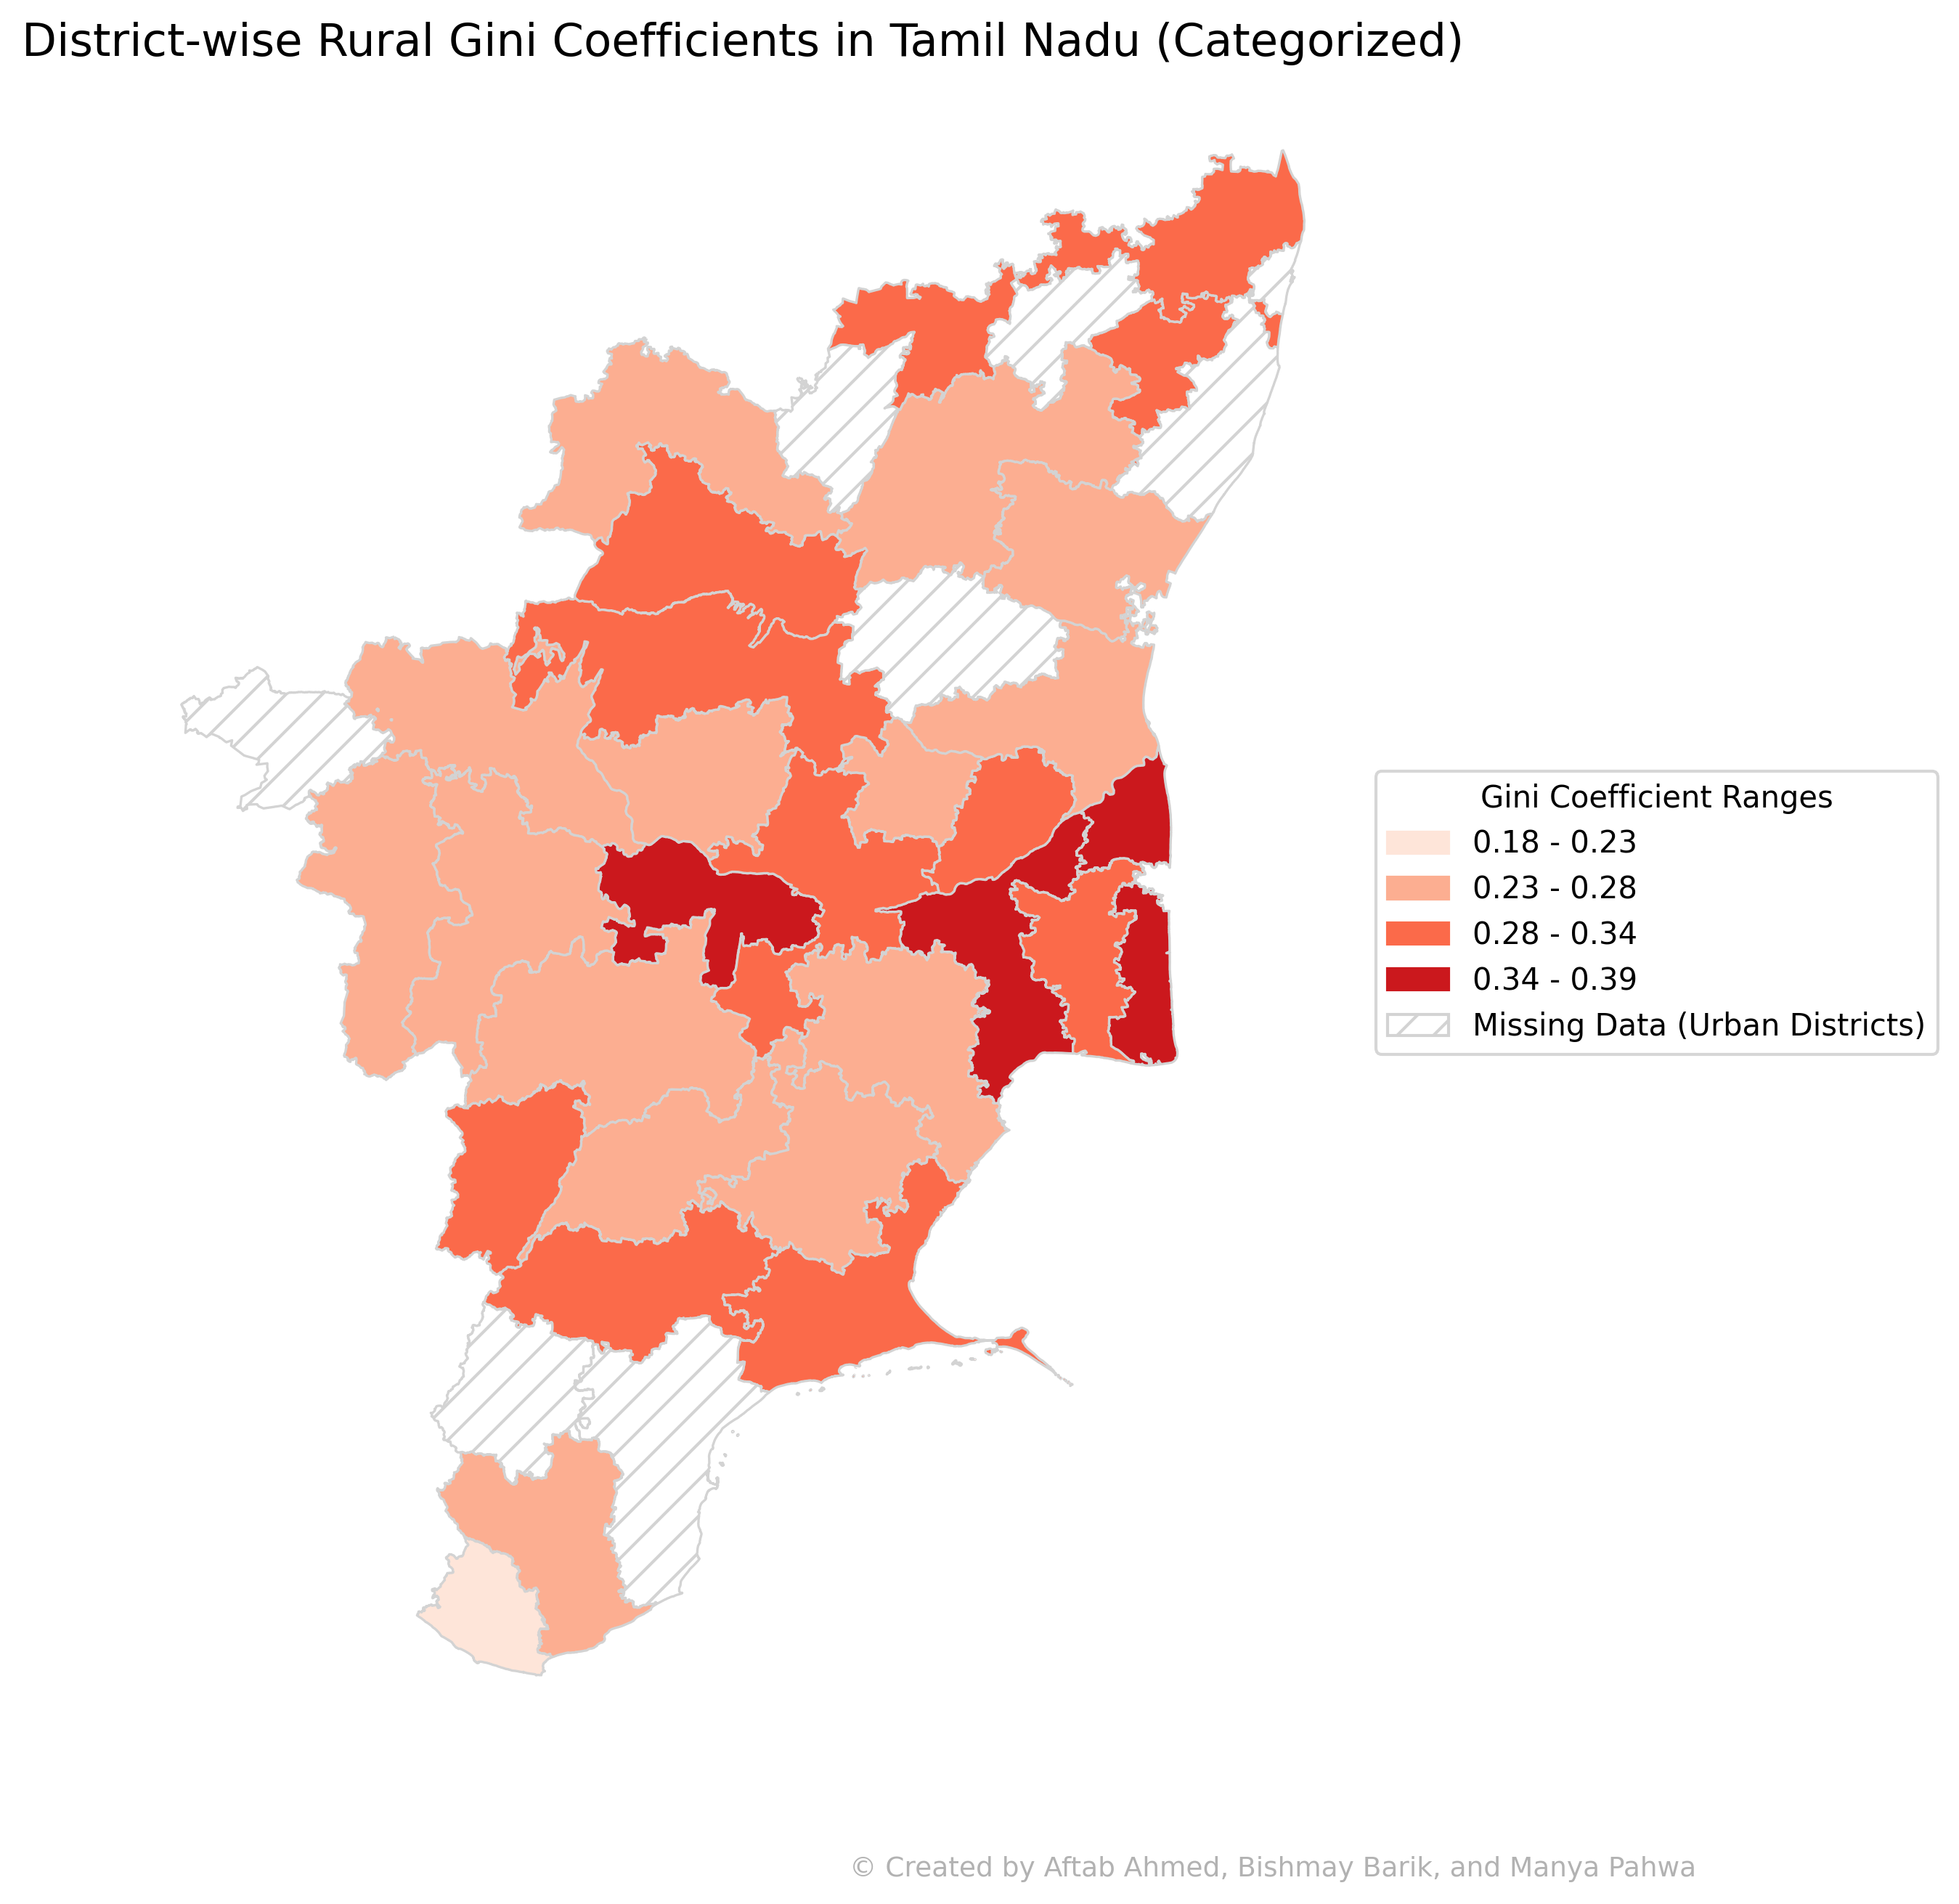 District-wise Rural Gini Coefficients in Tamil Nadu (Categorized)
Gini Coefficient Ranges
0.18 - 0.23
0.23 - 0.28
0.28 - 0.34
0.34 - 0.39
Missing Data (Urban Districts)
© Created by Aftab Ahmed, Bishmay Barik, and Manya Pahwa